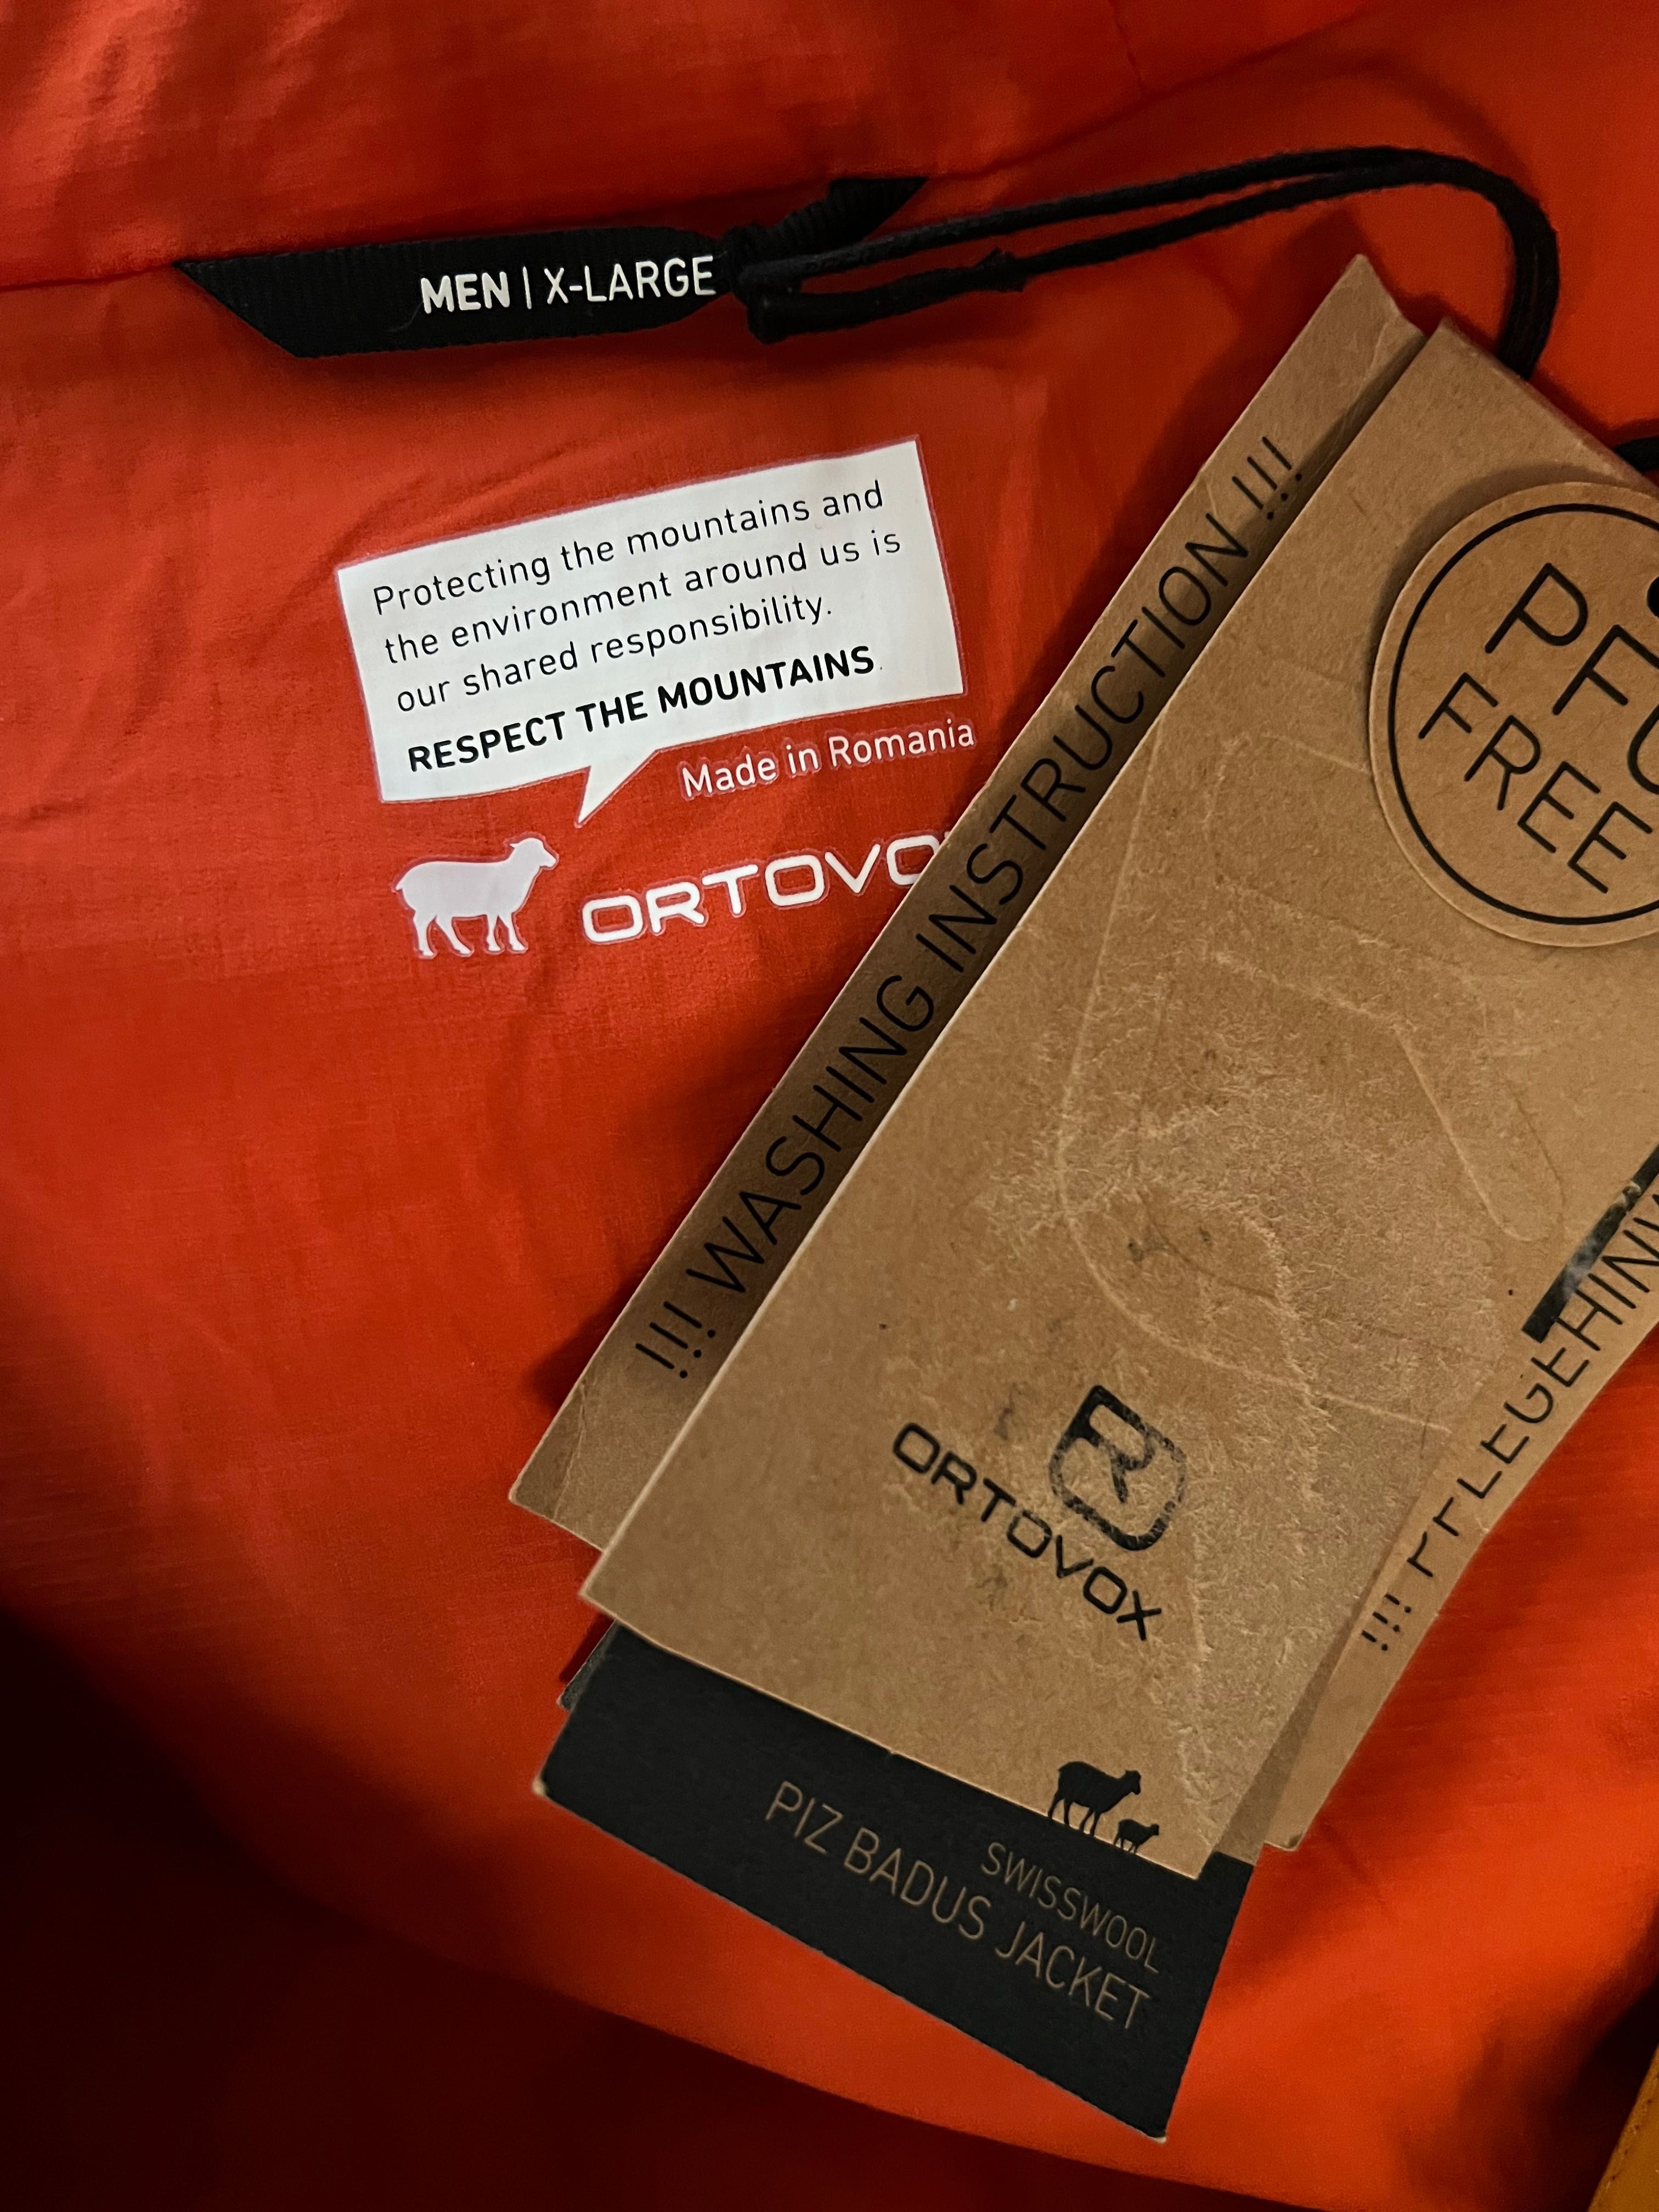 MEN | X-LARGE
Protecting the mountains and
the environment around us is
our shared responsibility.
RESPECT THE MOUNTAINS.
Made in Romania
ORTOVO
!!! WASHING INSTRUCTION !!!
FREE
ORTOVOX
SWISSWOOL
PIZ BADUS JACKET